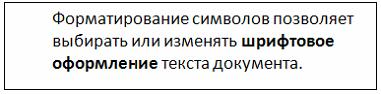 Форматирование символов позволяет
выбирать или изменять шрифтовое
оформление текста документа.